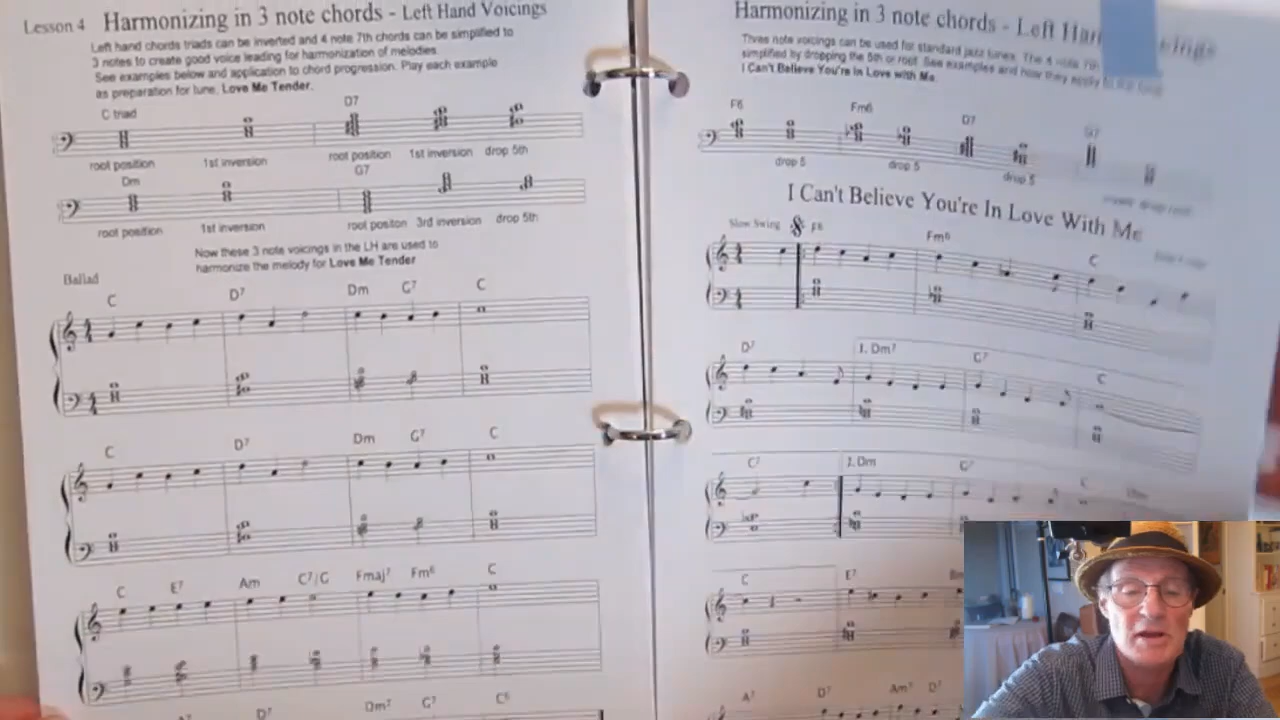 Lesson 4 Harmonizing in 3 note chords - Left Hand Voicings
Left hand chords triads can be inverted and 4 note 7th chords can be simplified to
3 notes to create good voice leading for harmonization of melodies
See examples below and application to chord progression. Play each example
as preparation for tune, Love Me Tender.
C triad D7
root position 1st inversion root position 1st inversion drop 5th
Dm G7
root position 1st inversion root positon 3rd inversion drop 5th
Now these 3 note voicings in the LH are used to
harmonize the melody for Love Me Tender
Ballad
C D7 Dm G7 C
C D7 Dm G7 C
C E7 Am C7/G Fmaj7 Fm6 C
A7 D7 Dm7 G7 C6
Harmonizing in 3 note chords - Left
Three note voicings can be used for standard jazz tunes. The 4 note 7th
simplified by dropping the 5th or root. See examples and how they apply to
I Can't Believe You're in Love with Me
F6 Fm6 D7 G7
drop 5 drop 5 drop 5
I Can't Believe You're In Love With Me
Slow Swing F6 Fm6 C
D7 1. Dm7 G7 C
C7 2. Dm G7 C
C E7
A7 D7 Am7 D7